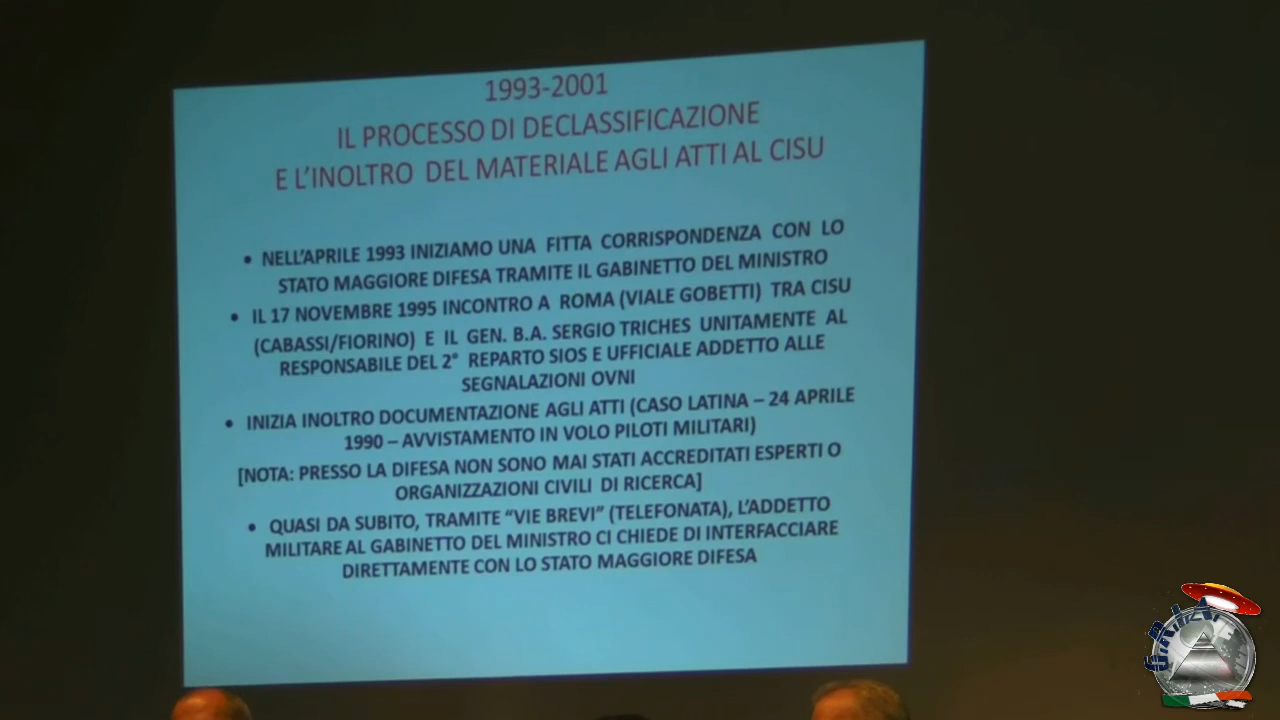 1993-2001
IL PROCESSO DI DECLASSIFICAZIONE
E L'INOLTRO DEL MATERIALE AGLI ATTI AL CISU
• NELL'APRILE 1993 INIZIAMO UNA FITTA CORRISPONDENZA CON LO
STATO MAGGIORE DIFESA TRAMITE IL GABINETTO DEL MINISTRO
• IL 17 NOVEMBRE 1995 INCONTRO A ROMA (VIALE GOBETTI) TRA CISU
(CABASSI/FIORINO) E IL GEN. B.A. SERGIO TRICHES UNITAMENTE AL
RESPONSABILE DEL 2° REPARTO SIOS E UFFICIALE ADDETTO ALLE
SEGNALAZIONI OVNI
• INIZIA INOLTRO DOCUMENTAZIONE AGLI ATTI (CASO LATINA – 24 APRILE
1990 – AVVISTAMENTO IN VOLO PILOTI MILITARI)
[NOTA: PRESSO LA DIFESA NON SONO MAI STATI ACCREDITATI ESPERTI O
ORGANIZZAZIONI CIVILI DI RICERCA]
• QUASI DA SUBITO, TRAMITE “VIE BREVI” (TELEFONATA), L'ADDETTO
MILITARE AL GABINETTO DEL MINISTRO CI CHIEDE DI INTERFACCIARE
DIRETTAMENTE CON LO STATO MAGGIORE DIFESA